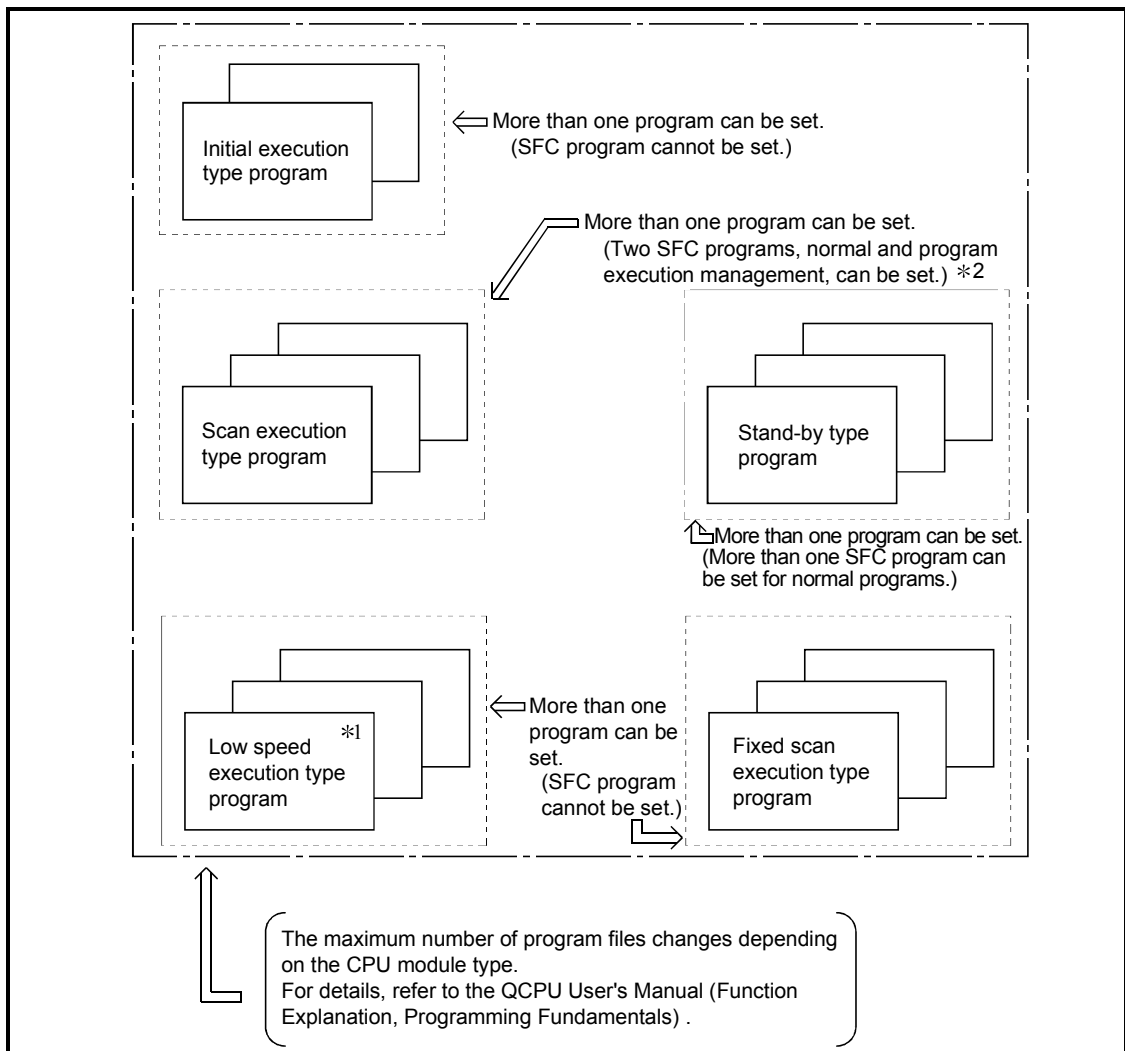 Initial execution
type program
More than one program can be set.
(SFC program cannot be set.)
More than one program can be set.
(Two SFC programs, normal and program
execution management, can be set.) *2
Scan execution
type program
Stand-by type
program
More than one program can be set.
(More than one SFC program can
be set for normal programs.)
Low speed *1
execution type
program
More than one
program can be
set.
(SFC program
cannot be set.)
Fixed scan
execution type
program
The maximum number of program files changes depending
on the CPU module type.
For details, refer to the QCPU User's Manual (Function
Explanation, Programming Fundamentals) .